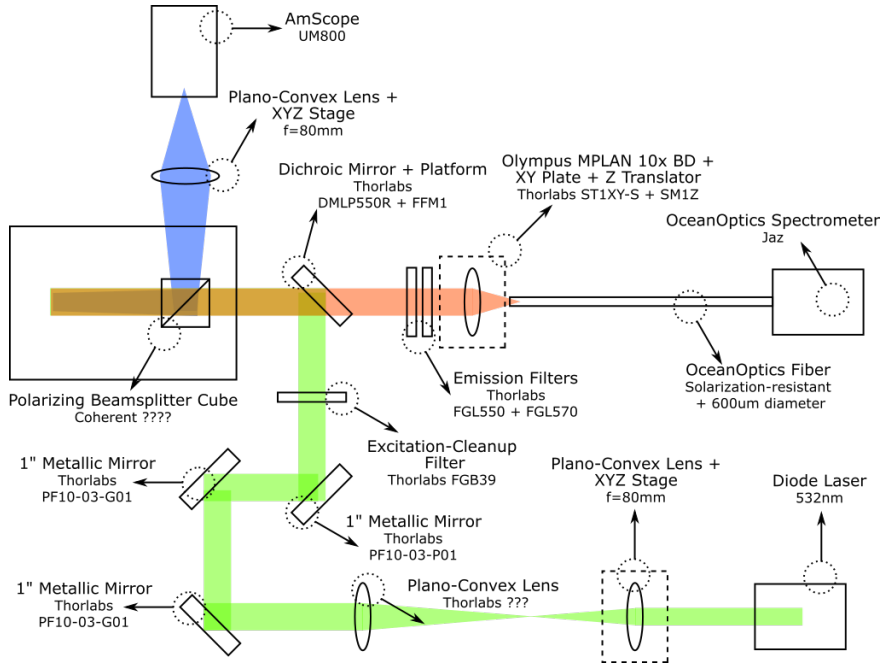 AmScope
UM800
Plano-Convex Lens +
XYZ Stage
f=80mm
Dichroic Mirror + Platform
Thorlabs
DMLP550R + FFM1
Olympus MPLAN 10x BD +
XY Plate + Z Translator
Thorlabs ST1XY-S + SM1Z
OceanOptics Spectrometer
Jaz
Polarizing Beamsplitter Cube
Coherent ????
Emission Filters
Thorlabs
FGL550 + FGL570
OceanOptics Fiber
Solarization-resistant
+ 600um diameter
Excitation-Cleanup
Filter
Thorlabs FGB39
1" Metallic Mirror
Thorlabs
PF10-03-G01
1" Metallic Mirror
Thorlabs
PF10-03-P01
Plano-Convex Lens +
XYZ Stage
f=80mm
Diode Laser
532nm
1" Metallic Mirror
Thorlabs
PF10-03-G01
Plano-Convex Lens
Thorlabs ???